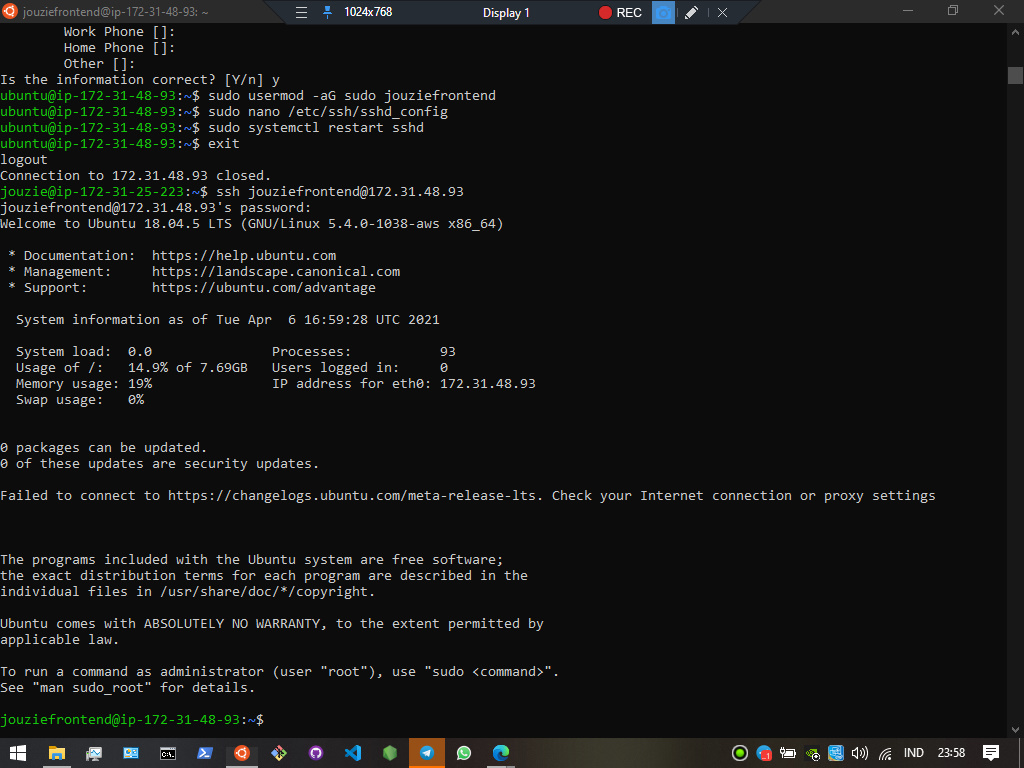 jouziefrontend@ip-172-31-48-93: ~
1024x768
Display 1
REC
Work Phone []:
Home Phone []:
Other []:
Is the information correct? [Y/n] y
ubuntu@ip-172-31-48-93:~$ sudo usermod -aG sudo jouziefrontend
ubuntu@ip-172-31-48-93:~$ sudo nano /etc/ssh/sshd_config
ubuntu@ip-172-31-48-93:~$ sudo systemctl restart sshd
ubuntu@ip-172-31-48-93:~$ exit
logout
Connection to 172.31.48.93 closed.
jouzie@ip-172-31-25-223:~$ ssh jouziefrontend@172.31.48.93
jouziefrontend@172.31.48.93's password:
Welcome to Ubuntu 18.04.5 LTS (GNU/Linux 5.4.0-1038-aws x86_64)
* Documentation:  https://help.ubuntu.com
* Management:     https://landscape.canonical.com
* Support:        https://ubuntu.com/advantage
System information as of Tue Apr  6 16:59:28 UTC 2021
System load:  0.0               Processes:           93
Usage of /:   14.9% of 7.69GB   Users logged in:     0
Memory usage: 19%               IP address for eth0: 172.31.48.93
Swap usage:   0%
0 packages can be updated.
0 of these updates are security updates.
Failed to connect to https://changelogs.ubuntu.com/meta-release-lts. Check your Internet connection or proxy settings
The programs included with the Ubuntu system are free software;
the exact distribution terms for each program are described in the
individual files in /usr/share/doc/*/copyright.
Ubuntu comes with ABSOLUTELY NO WARRANTY, to the extent permitted by
applicable law.
To run a command as administrator (user "root"), use "sudo <command>".
See "man sudo_root" for details.
jouziefrontend@ip-172-31-48-93:~$
IND
23:58